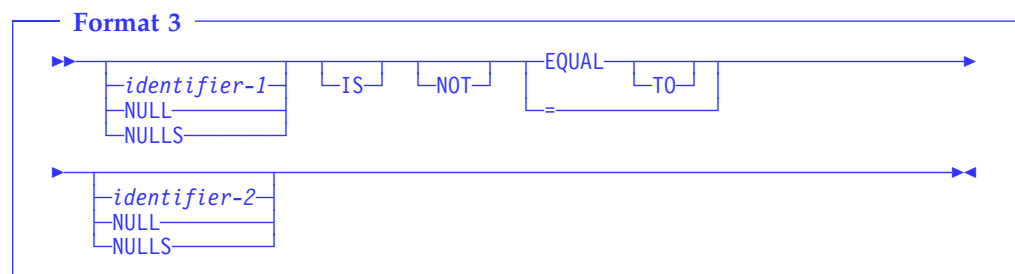 Format 3
EQUAL
identifier-1 IS NOT TO
NULL =
NULLS
identifier-2
NULL
NULLS